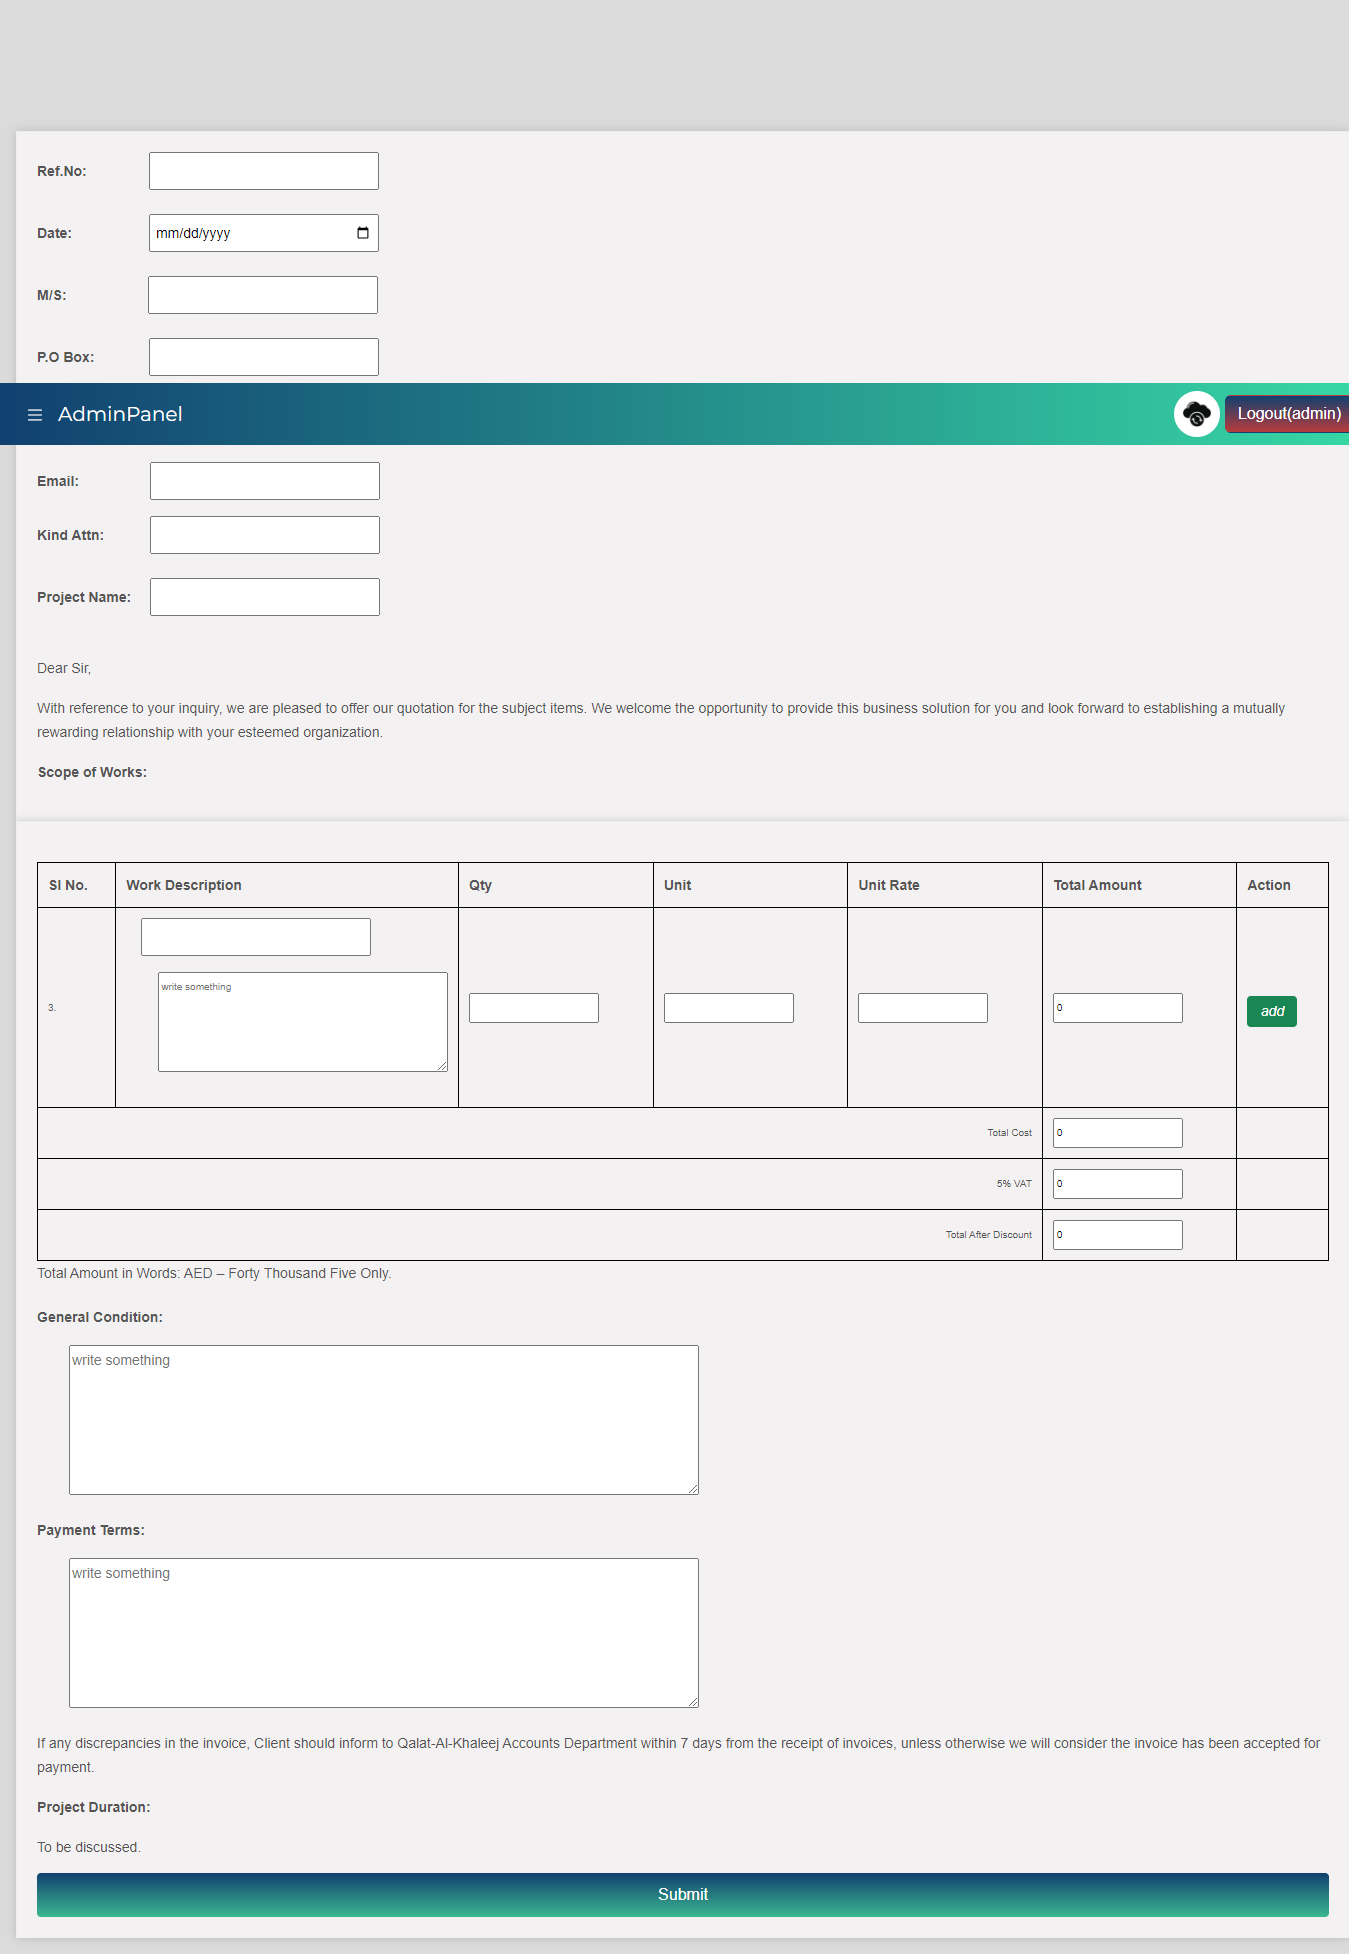 Ref.No:
Date: mm/dd/yyyy
M/S:
P.O Box:
AdminPanel Logout(admin)
Email:
Kind Attn:
Project Name:
Dear Sir,
With reference to your inquiry, we are pleased to offer our quotation for the subject items. We welcome the opportunity to provide this business solution for you and look forward to establishing a mutually
rewarding relationship with your esteemed organization.
Scope of Works:
Sl No. Work Description Qty Unit Unit Rate Total Amount Action
write something
3. 0 add
Total Cost 0
5% VAT 0
Total After Discount 0
Total Amount in Words: AED – Forty Thousand Five Only.
General Condition:
write something
Payment Terms:
write something
If any discrepancies in the invoice, Client should inform to Qalat-Al-Khaleej Accounts Department within 7 days from the receipt of invoices, unless otherwise we will consider the invoice has been accepted for
payment.
Project Duration:
To be discussed.
Submit